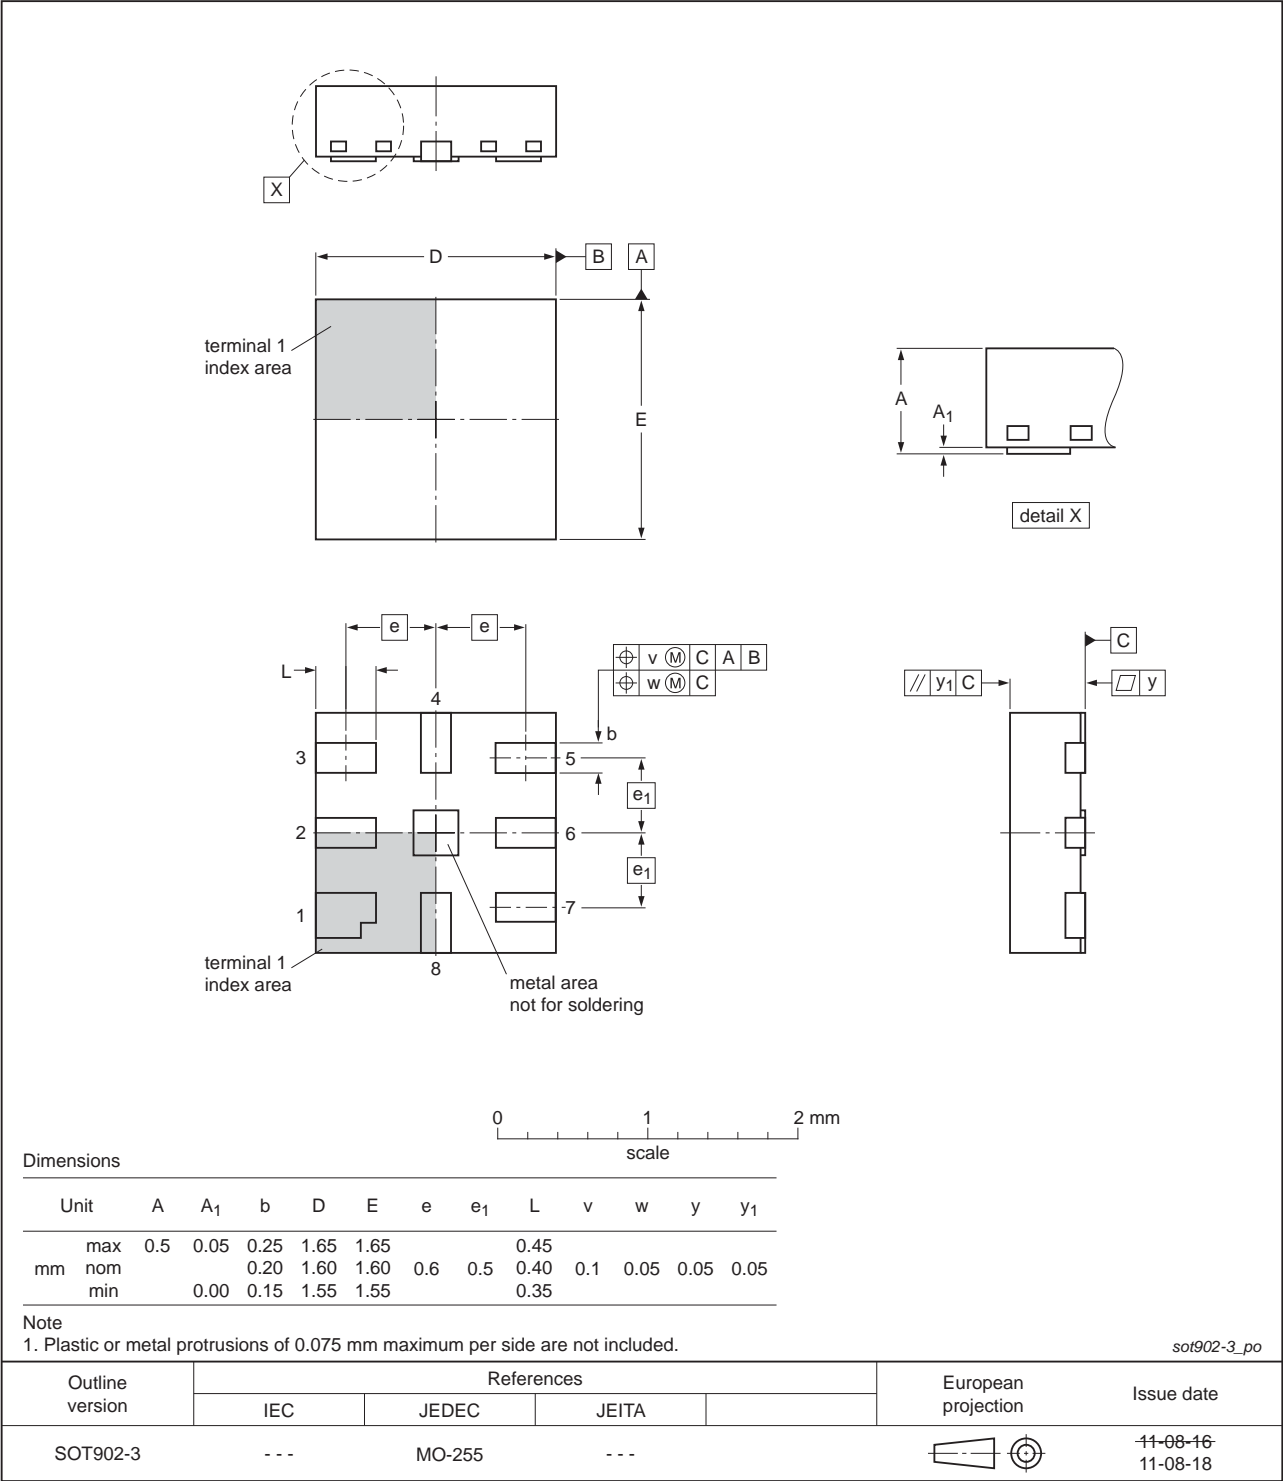 X
D
B
A
terminal 1
index area
E
A
A1
detail X
e
e
L
4
v M C A B
w M C
b
3
5
e1
2
6
e1
1
7
terminal 1
index area
8
metal area
not for soldering
C
// y1 C
y
0 1 2 mm
scale
Dimensions
Unit A A1 b D E e e1 L v w y y1
max 0.5 0.05 0.25 1.65 1.65 0.45
mm nom 0.20 1.60 1.60 0.6 0.5 0.40 0.1 0.05 0.05 0.05
min 0.00 0.15 1.55 1.55 0.35
Note
1. Plastic or metal protrusions of 0.075 mm maximum per side are not included.
sot902-3_po
Outline
version
References
IEC JEDEC JEITA
European
projection
Issue date
SOT902-3 - - - MO-255 - - -
11-08-16
11-08-18